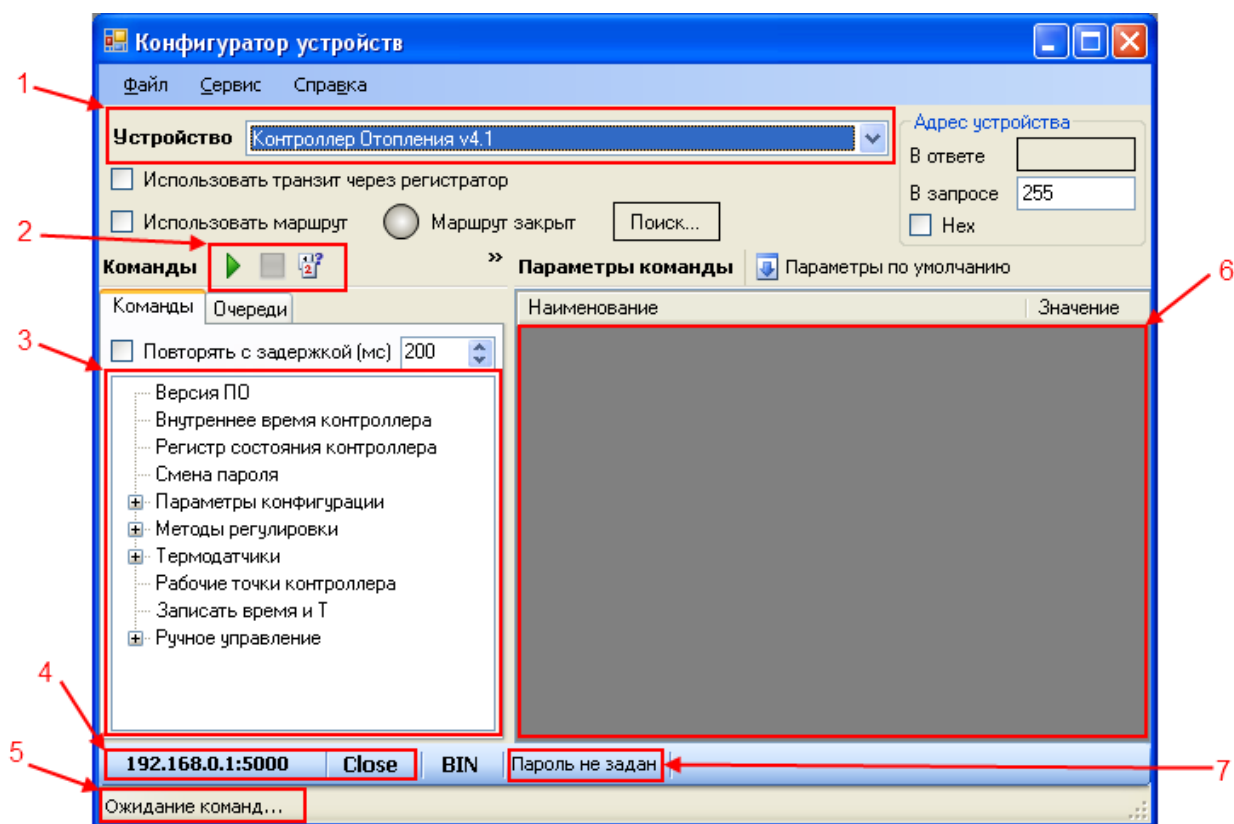 Конфигуратор устройств
Файл Сервис Справка
1
Устройство Контроллер Отопления v4.1
Адрес устройства
В ответе
Использовать транзит через регистратор
В запросе 255
Использовать маршрут Маршрут закрыт Поиск...
Hex
2
Команды » Параметры команды Параметры по умолчанию
6
Команды Очереди
Наименование Значение
3
Повторять с задержкой (мс) 200
Версия ПО
Внутреннее время контроллера
Регистр состояния контроллера
Смена пароля
Параметры конфигурации
Методы регулировки
Термодатчики
Рабочие точки контроллера
Записать время и Т
Ручное управление
4
5
192.168.0.1:5000 Close BIN Пароль не задан
7
Ожидание команд...